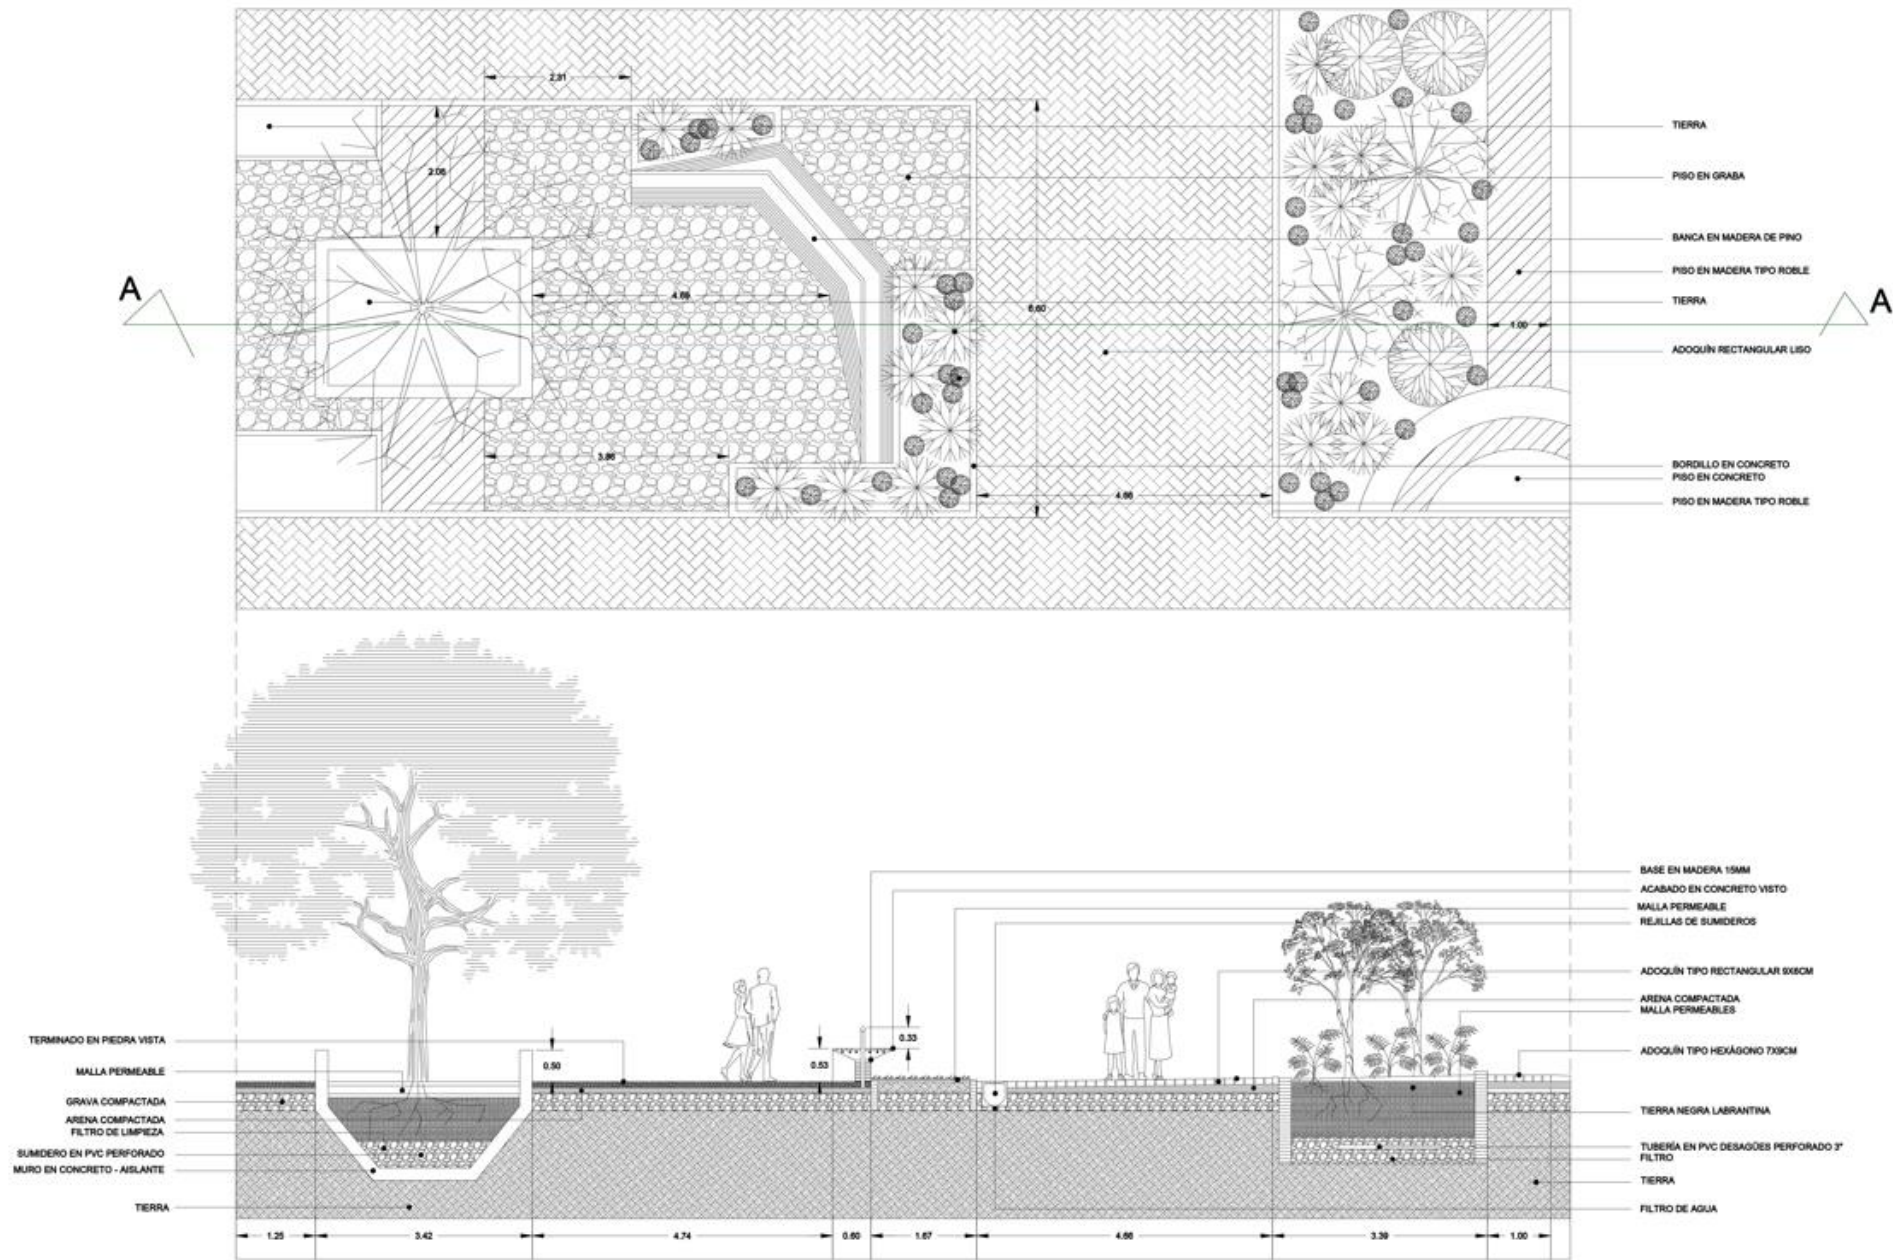 2.31
TIERRA
2.06
PISO EN GRABA
BANCA EN MADERA DE PINO
PISO EN MADERA TIPO ROBLE
A
4.69
6.60
TIERRA
A
1.00
ADOQUÍN RECTANGULAR LISO
3.86
BORDILLO EN CONCRETO
PISO EN CONCRETO
4.66
PISO EN MADERA TIPO ROBLE
BASE EN MADERA 15MM
ACABADO EN CONCRETO VISTO
MALLA PERMEABLE
REJILLAS DE SUMIDEROS
ADOQUÍN TIPO RECTANGULAR 9X6CM
ARENA COMPACTADA
MALLA PERMEABLES
TERMINADO EN PIEDRA VISTA
0.33
ADOQUÍN TIPO HEXÁGONO 7X9CM
0.50
0.53
MALLA PERMEABLE
GRAVA COMPACTADA
TIERRA NEGRA LABRANTINA
ARENA COMPACTADA
FILTRO DE LIMPIEZA
TUBERÍA EN PVC DESAGÜES PERFORADO 3"
SUMIDERO EN PVC PERFORADO
FILTRO
MURO EN CONCRETO - AISLANTE
TIERRA
TIERRA
FILTRO DE AGUA
1.25
3.42
4.74
0.60
1.67
4.66
3.39
1.00